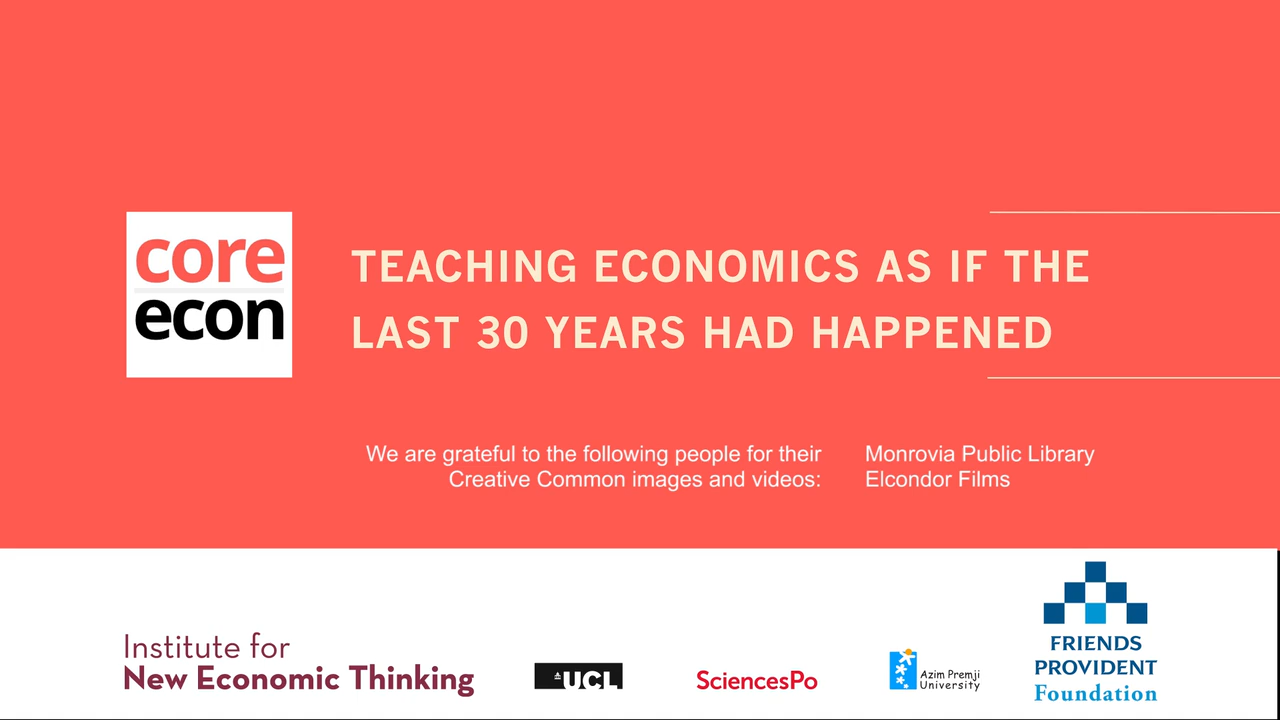 core
econ
TEACHING ECONOMICS AS IF THE
LAST 30 YEARS HAD HAPPENED
We are grateful to the following people for their
Creative Common images and videos:
Monrovia Public Library
Elcondor Films
Institute for
New Economic Thinking
UCL
SciencesPo
Azim Premji
University
FRIENDS
PROVIDENT
Foundation